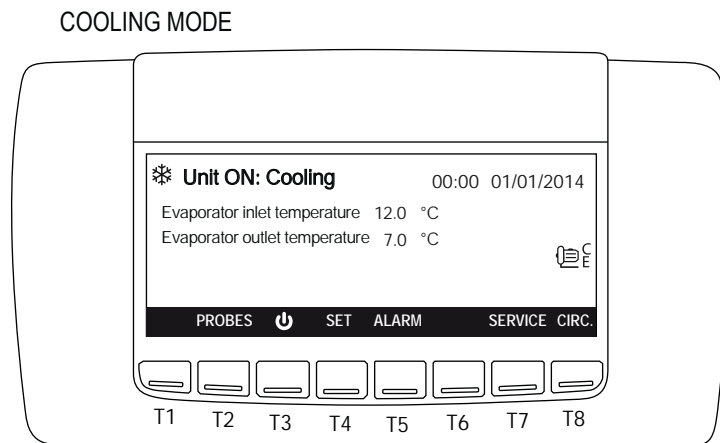 COOLING MODE
Unit ON: Cooling 00:00 01/01/2014
Evaporator inlet temperature 12.0 °C
Evaporator outlet temperature 7.0 °C
C
E
PROBES SET ALARM SERVICE CIRC.
T1 T2 T3 T4 T5 T6 T7 T8